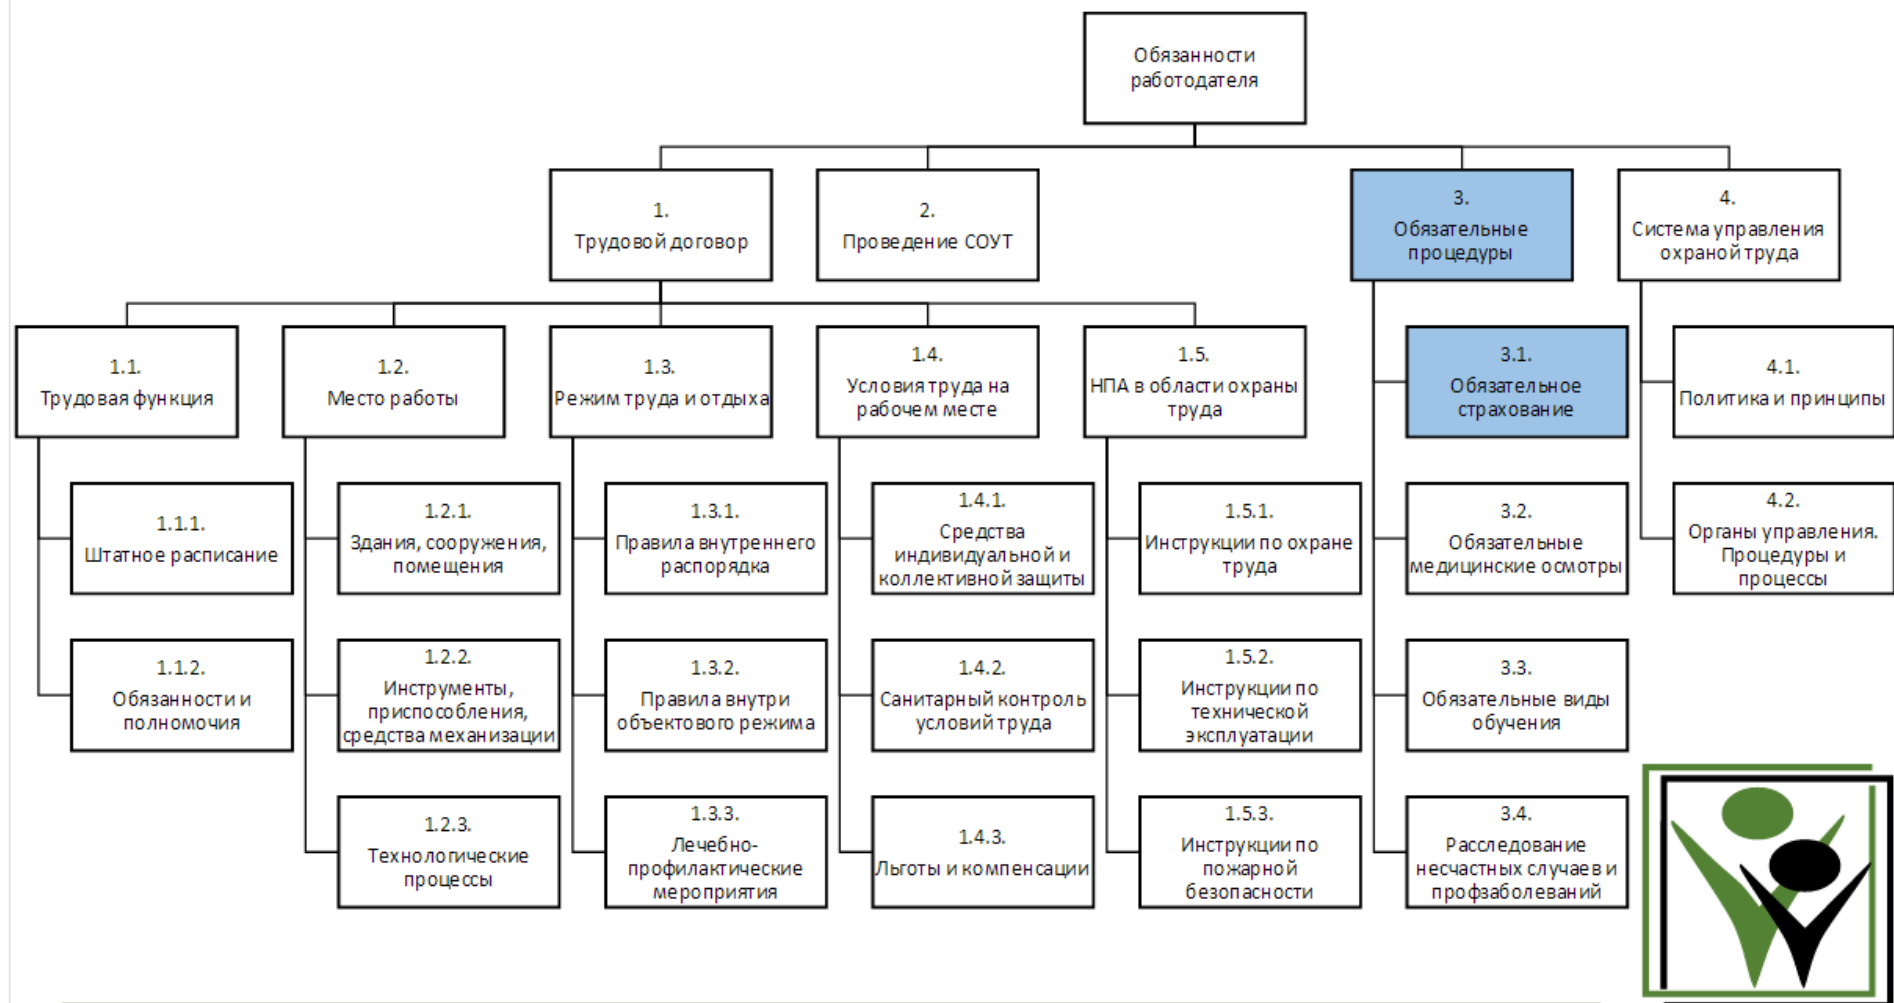 Обязанности
работодателя
1.
Трудовой договор
2.
Проведение СОУТ
3.
Обязательные
процедуры
4.
Система управления
охраной труда
1.1.
Трудовая функция
1.2.
Место работы
1.3.
Режим труда и отдыха
1.4.
Условия труда на
рабочем месте
1.5.
НПА в области охраны
труда
3.1.
Обязательное
страхование
4.1.
Политика и принципы
1.1.1.
Штатное расписание
1.2.1.
Здания, сооружения,
помещения
1.3.1.
Правила внутреннего
распорядка
1.4.1.
Средства
индивидуальной и
коллективной защиты
1.5.1.
Инструкции по охране
труда
3.2.
Обязательные
медицинские осмотры
4.2.
Органы управления.
Процедуры и
процессы
1.1.2.
Обязанности и
полномочия
1.2.2.
Инструменты,
приспособления,
средства механизации
1.3.2.
Правила внутри
объектового режима
1.4.2.
Санитарный контроль
условий труда
1.5.2.
Инструкции по
технической
эксплуатации
3.3.
Обязательные виды
обучения
1.2.3.
Технологические
процессы
1.3.3.
Лечебно-
профилактические
мероприятия
1.4.3.
Льготы и компенсации
1.5.3.
Инструкции по
пожарной
безопасности
3.4.
Расследование
несчастных случаев и
профзаболеваний